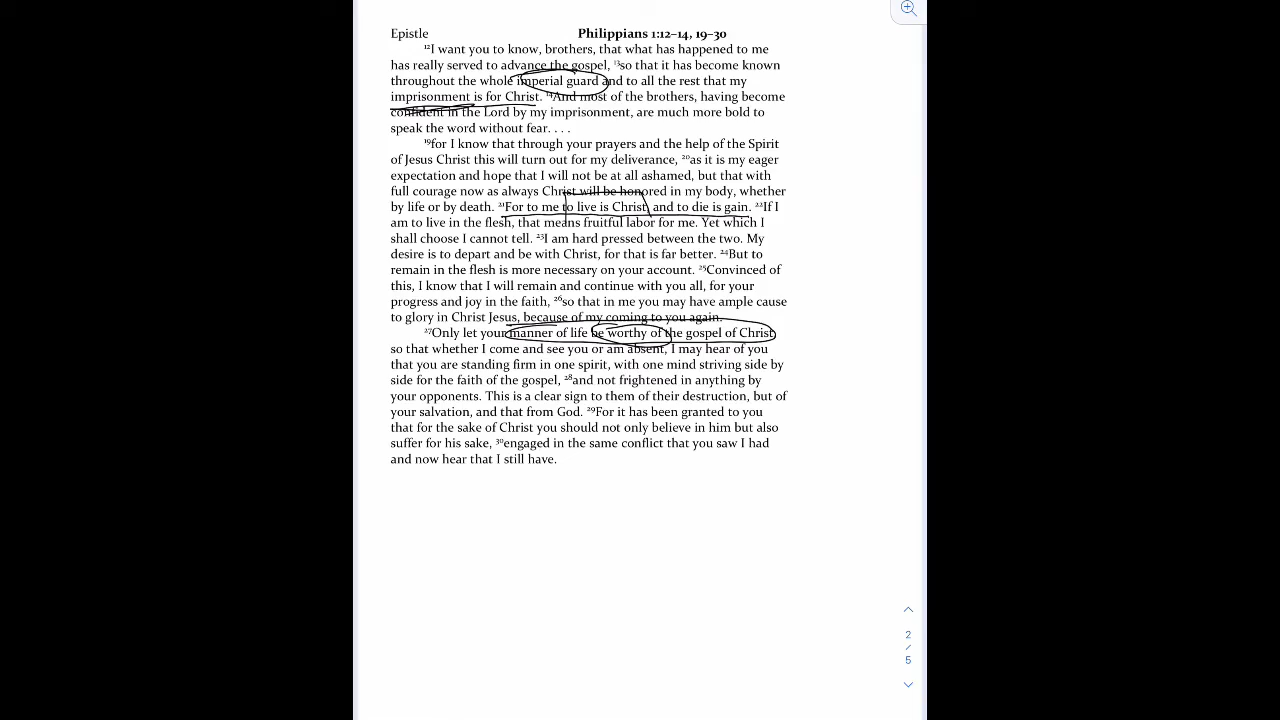 Epistle Philippians 1:12–14, 19–30
¹²I want you to know, brothers, that what has happened to me
has really served to advance the gospel, ¹³so that it has become known
throughout the whole imperial guard and to all the rest that my
imprisonment is for Christ. ¹⁴And most of the brothers, having become
confident in the Lord by my imprisonment, are much more bold to
speak the word without fear. . . .
¹⁹for I know that through your prayers and the help of the Spirit
of Jesus Christ this will turn out for my deliverance, ²⁰as it is my eager
expectation and hope that I will not be at all ashamed, but that with
full courage now as always Christ will be honored in my body, whether
by life or by death. ²¹For to me to live is Christ, and to die is gain. ²²If I
am to live in the flesh, that means fruitful labor for me. Yet which I
shall choose I cannot tell. ²³I am hard pressed between the two. My
desire is to depart and be with Christ, for that is far better. ²⁴But to
remain in the flesh is more necessary on your account. ²⁵Convinced of
this, I know that I will remain and continue with you all, for your
progress and joy in the faith, ²⁶so that in me you may have ample cause
to glory in Christ Jesus, because of my coming to you again.
²⁷Only let your manner of life be worthy of the gospel of Christ
so that whether I come and see you or am absent, I may hear of you
that you are standing firm in one spirit, with one mind striving side by
side for the faith of the gospel, ²⁸and not frightened in anything by
your opponents. This is a clear sign to them of their destruction, but of
your salvation, and that from God. ²⁹For it has been granted to you
that for the sake of Christ you should not only believe in him but also
suffer for his sake, ³⁰engaged in the same conflict that you saw I had
and now hear that I still have.
2
/
5